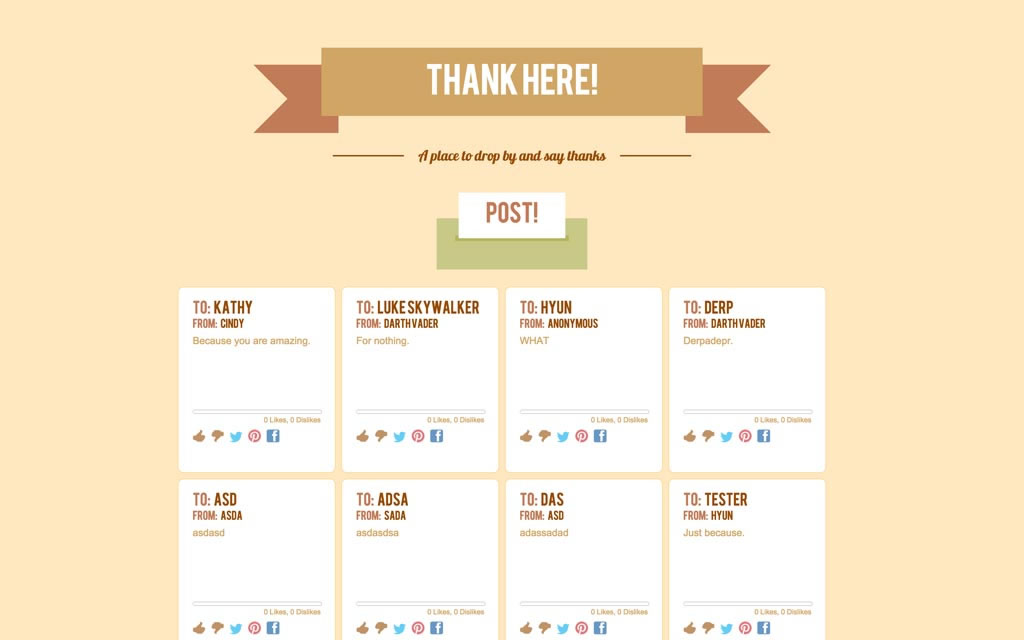 THANK HERE!
A place to drop by and say thanks
POST!
TO: KATHY
FROM: CINDY
Because you are amazing.
0 Likes, 0 Dislikes
TO: LUKE SKYWALKER
FROM: DARTH VADER
For nothing.
0 Likes, 0 Dislikes
TO: HYUN
FROM: ANONYMOUS
WHAT
0 Likes, 0 Dislikes
TO: DERP
FROM: DARTH VADER
Derpadepr.
0 Likes, 0 Dislikes
TO: ASD
FROM: ASDA
asdasd
0 Likes, 0 Dislikes
TO: ADSA
FROM: SADA
asdasdsa
0 Likes, 0 Dislikes
TO: DAS
FROM: ASD
adassadad
0 Likes, 0 Dislikes
TO: TESTER
FROM: HYUN
Just because.
0 Likes, 0 Dislikes